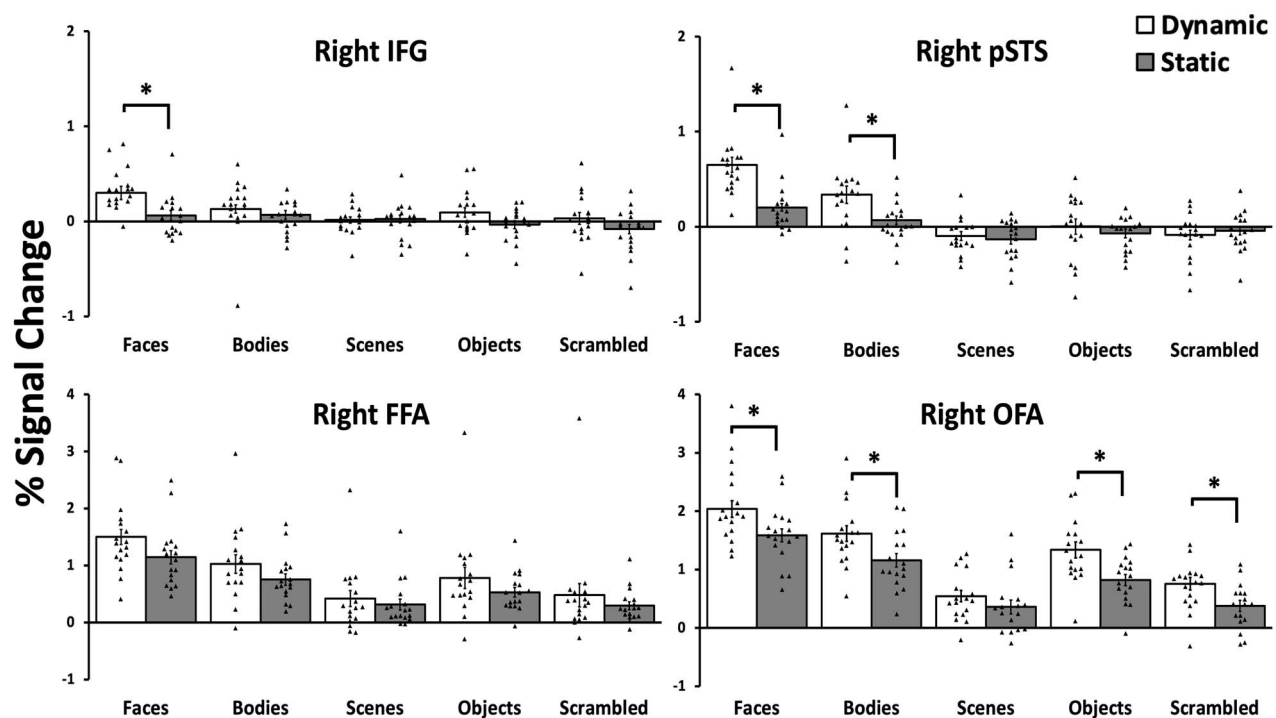 % Signal Change
Dynamic
Static
Right IFG
2
1
0
-1
*
Faces Bodies Scenes Objects Scrambled
Right pSTS
2
1
0
-1
* *
Faces Bodies Scenes Objects Scrambled
Right FFA
4
3
2
1
0
-1
Faces Bodies Scenes Objects Scrambled
Right OFA
4
3
2
1
0
-1
* * * *
Faces Bodies Scenes Objects Scrambled